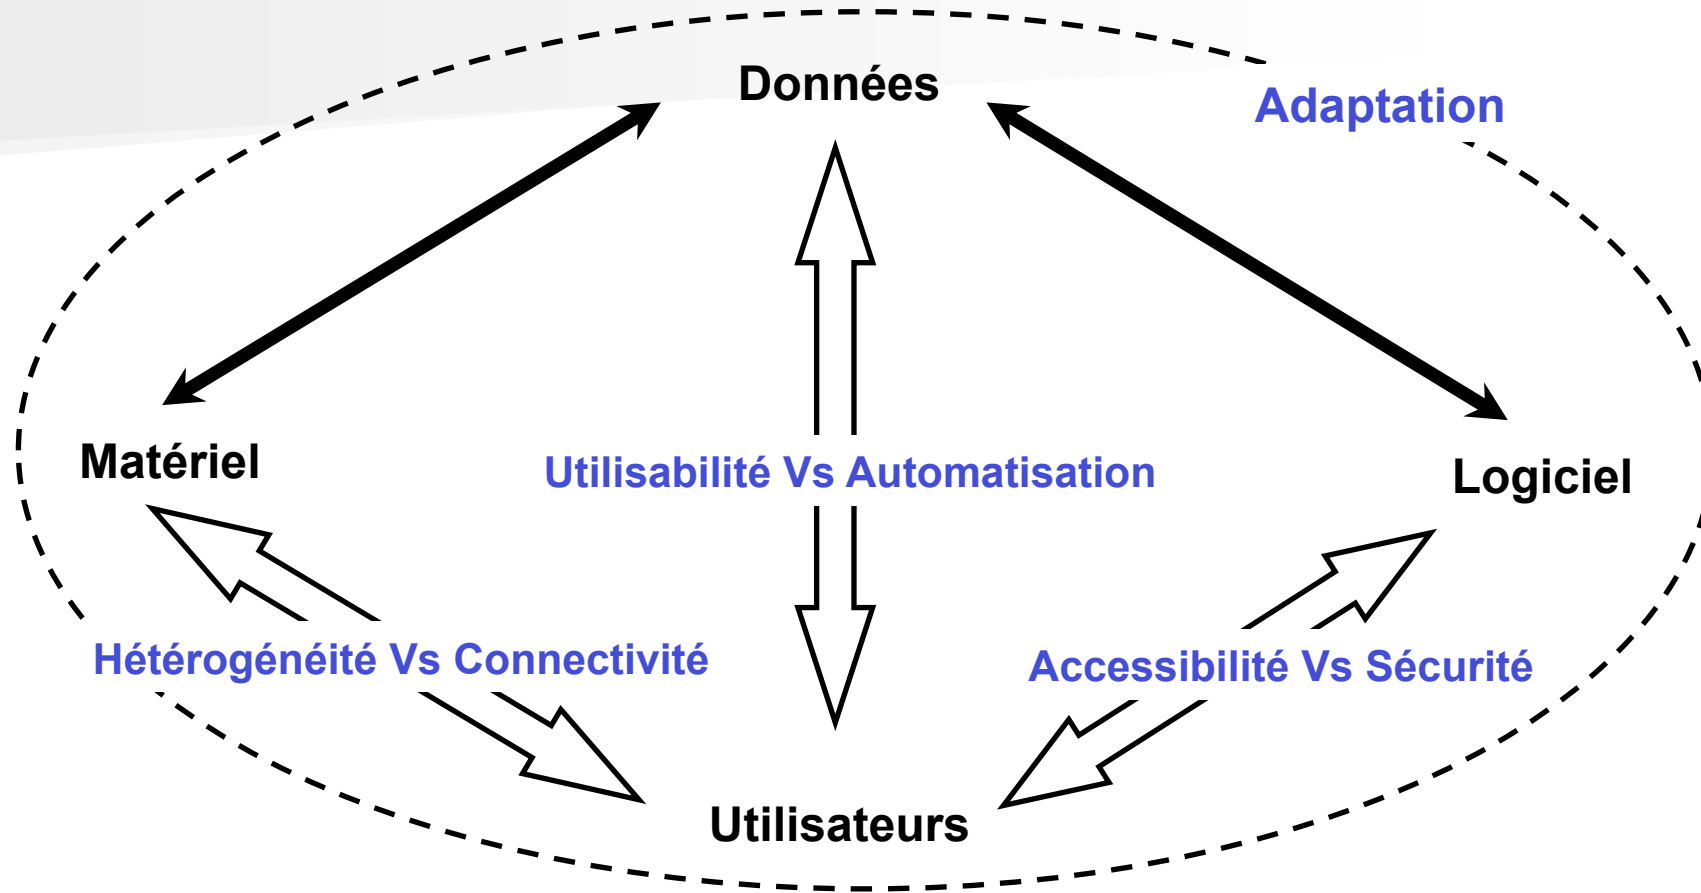 Données
Adaptation
Matériel
Utilisabilité Vs Automatisation
Logiciel
Hétérogénéité Vs Connectivité
Accessibilité Vs Sécurité
Utilisateurs